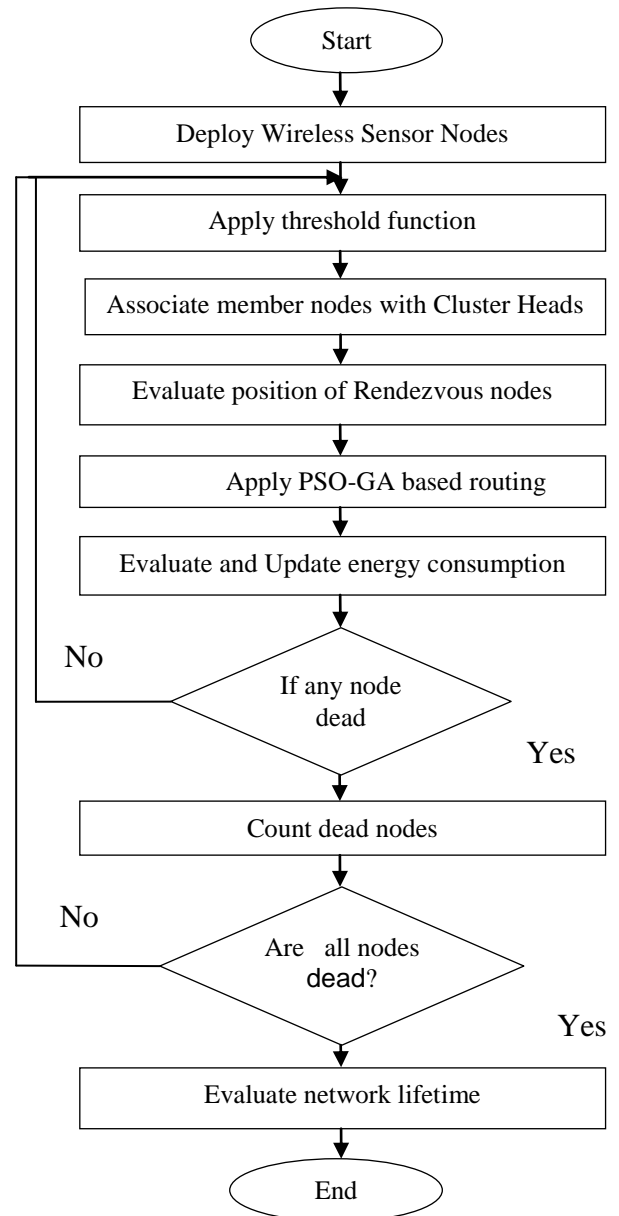 Start
Deploy Wireless Sensor Nodes
Apply threshold function
Associate member nodes with Cluster Heads
Evaluate position of Rendezvous nodes
Apply PSO-GA based routing
Evaluate and Update energy consumption
No
If any node
dead
Yes
Count dead nodes
No
Are all nodes
dead?
Yes
Evaluate network lifetime
End